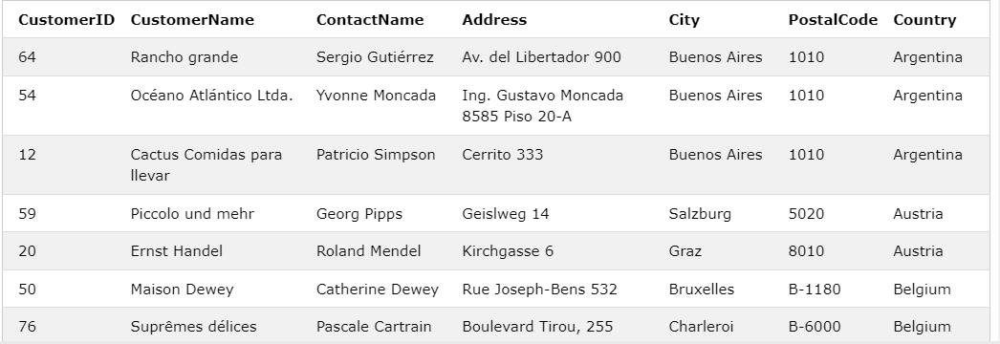 CustomerID CustomerName ContactName Address City PostalCode Country
64 Rancho grande Sergio Gutiérrez Av. del Libertador 900 Buenos Aires 1010 Argentina
54 Océano Atlántico Ltda. Yvonne Moncada Ing. Gustavo Moncada Buenos Aires 1010 Argentina
8585 Piso 20-A
12 Cactus Comidas para Patricio Simpson Cerrito 333 Buenos Aires 1010 Argentina
llevar
59 Piccolo und mehr Georg Pipps Geislweg 14 Salzburg 5020 Austria
20 Ernst Handel Roland Mendel Kirchgasse 6 Graz 8010 Austria
50 Maison Dewey Catherine Dewey Rue Joseph-Bens 532 Bruxelles B-1180 Belgium
76 Suprêmes délices Pascale Cartrain Boulevard Tirou, 255 Charleroi B-6000 Belgium